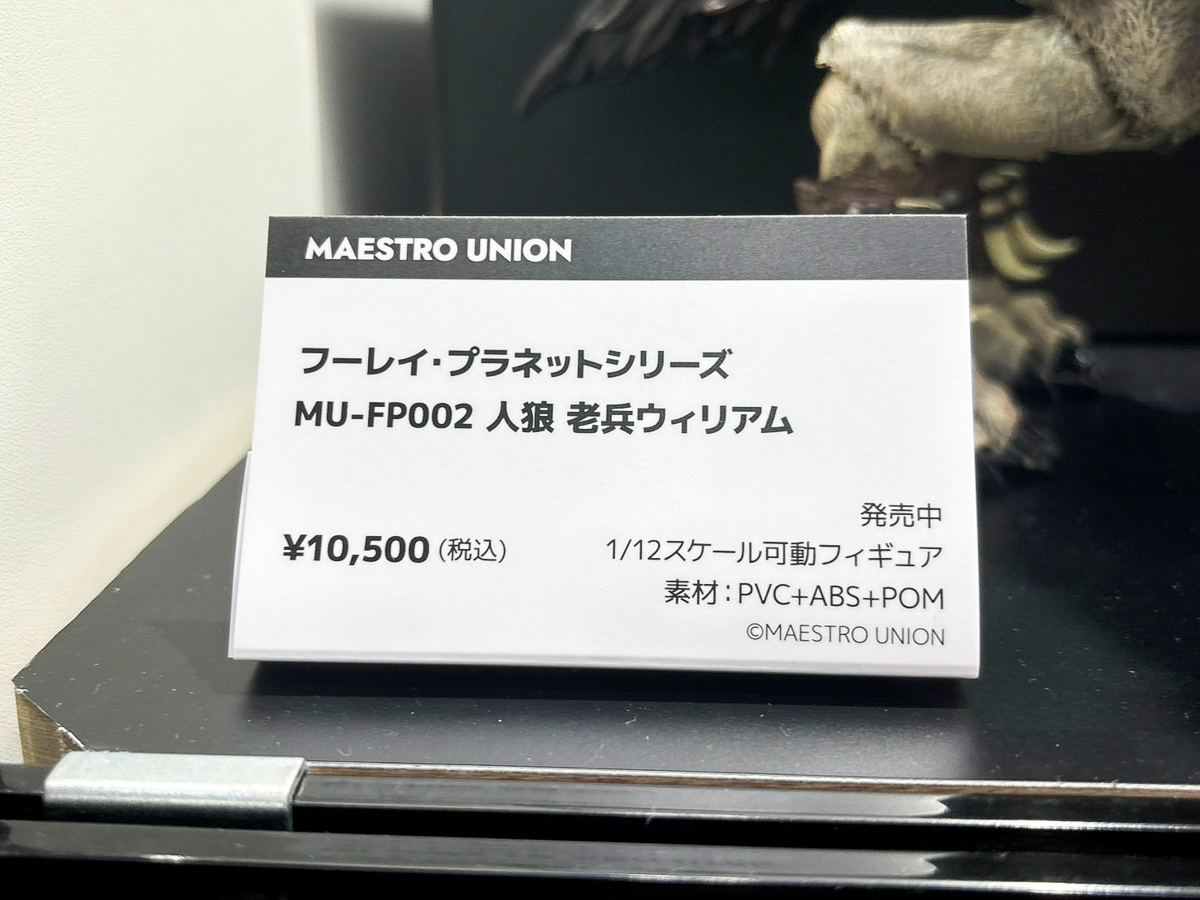 MAESTRO UNION
フーレイ・プラネットシリーズ
MU-FP002 人狼 老兵ウィリアム
¥10,500(税込)
発売中
1/12スケール可動フィギュア
素材:PVC+ABS+POM
©MAESTRO UNION